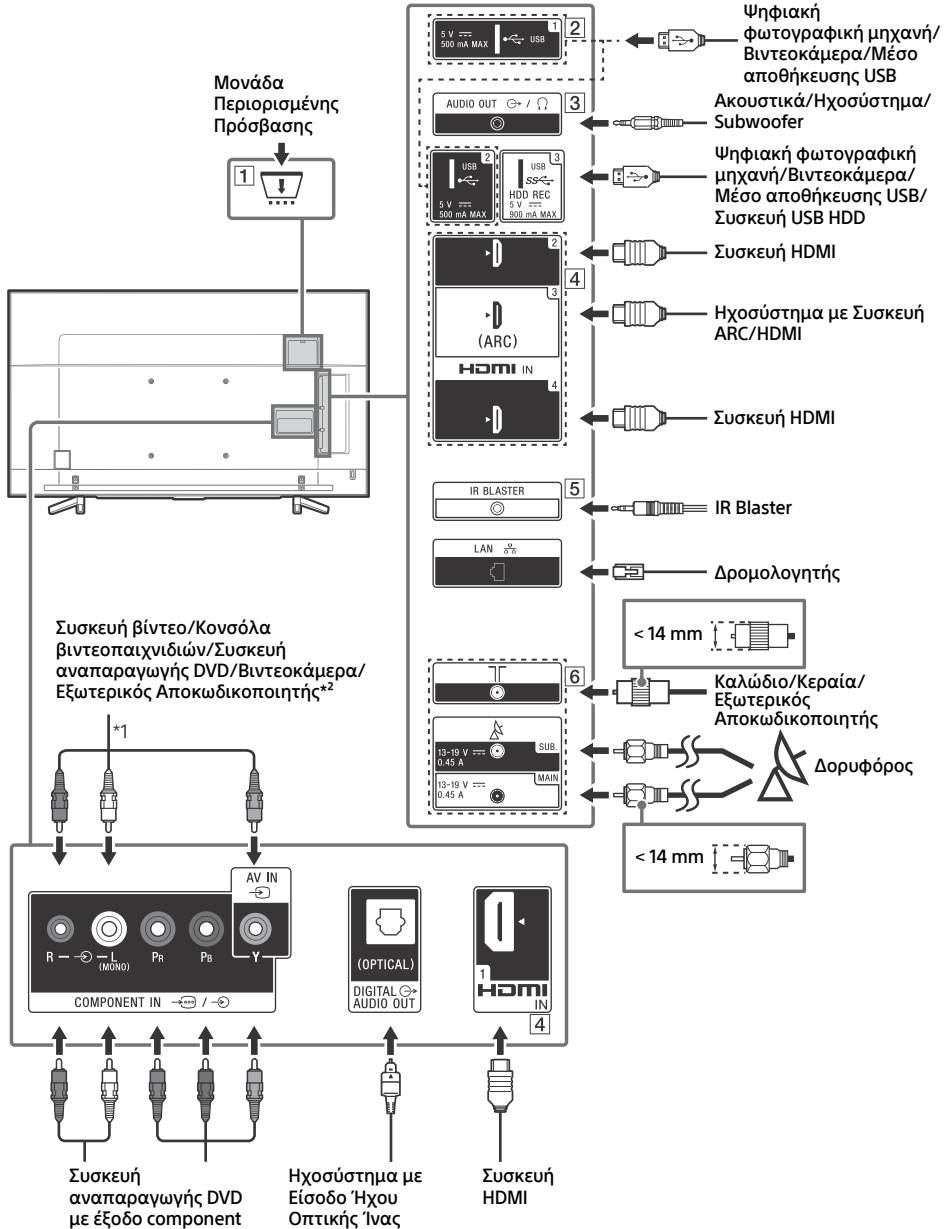 Μονάδα
Περιορισμένης
Πρόσβασης
1
5 V
500 mA MAX
USB
1
2
Ψηφιακή
φωτογραφική μηχανή/
Βιντεοκάμερα/Μέσο
αποθήκευσης USB
AUDIO OUT /
3
Ακουστικά/Ηχοσύστημα/
Subwoofer
2
USB
5 V
500 mA MAX
3
USB
SS
HDD REC
5 V
900 mA MAX
Ψηφιακή φωτογραφική
μηχανή/Βιντεοκάμερα/
Μέσο αποθήκευσης USB/
Συσκευή USB HDD
2
Συσκευή HDMI
4
3
(ARC)
Ηχοσύστημα με Συσκευή
ARC/HDMI
HDMI IN
4
Συσκευή HDMI
IR BLASTER
5
IR Blaster
LAN
Δρομολογητής
< 14 mm
6
Καλώδιο/Κεραία/
Εξωτερικός
Αποκωδικοποιητής
13-19 V
0.45 A
SUB.
13-19 V
0.45 A
MAIN
Δορυφόρος
< 14 mm
Συσκευή βίντεο/Κονσόλα
βιντεοπαιχνιδιών/Συσκευή
αναπαραγωγής DVD/Βιντεοκάμερα/
Εξωτερικός Αποκωδικοποιητής*2
*1
AV IN
R — — L
(MONO)
PR
PB
Y
COMPONENT IN /
(OPTICAL)
DIGITAL
AUDIO OUT
1
HDMI
IN
4
Συσκευή
αναπαραγωγής DVD
με έξοδο component
Ηχοσύστημα με
Είσοδο Ήχου
Οπτικής Ίνας
Συσκευή
HDMI